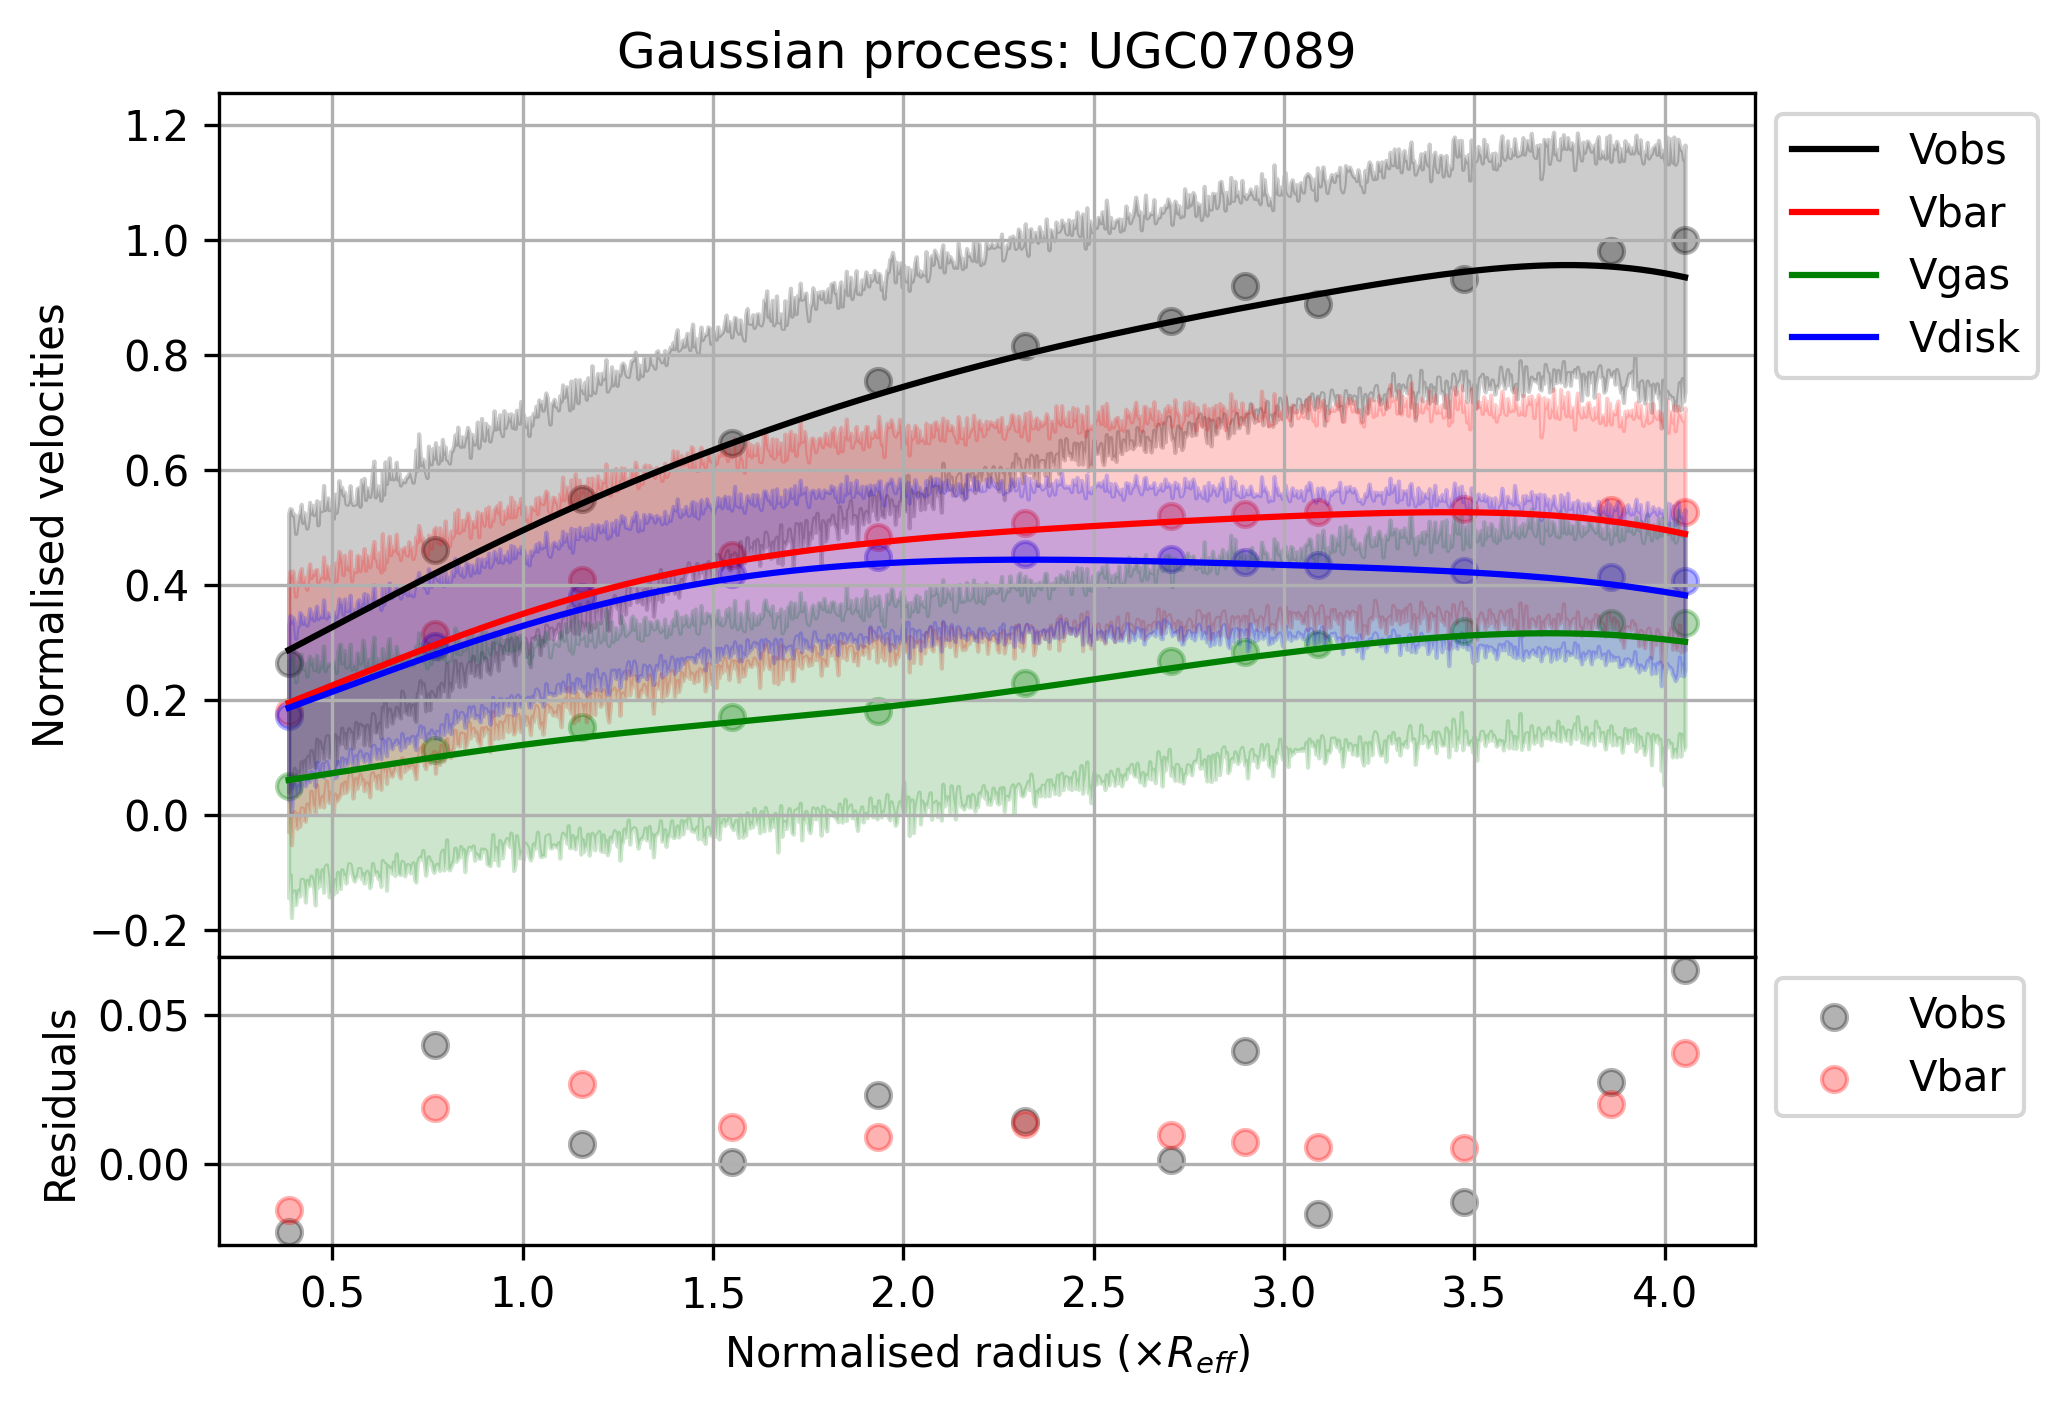 Gaussian process: UGC07089
1.2
1.0
0.8
0.6
0.4
0.2
0.0
−0.2
Normalised velocities
Vobs
Vbar
Vgas
Vdisk
0.05
0.00
Residuals
Vobs
Vbar
0.5 1.0 1.5 2.0 2.5 3.0 3.5 4.0
Normalised radius (×R_eff)